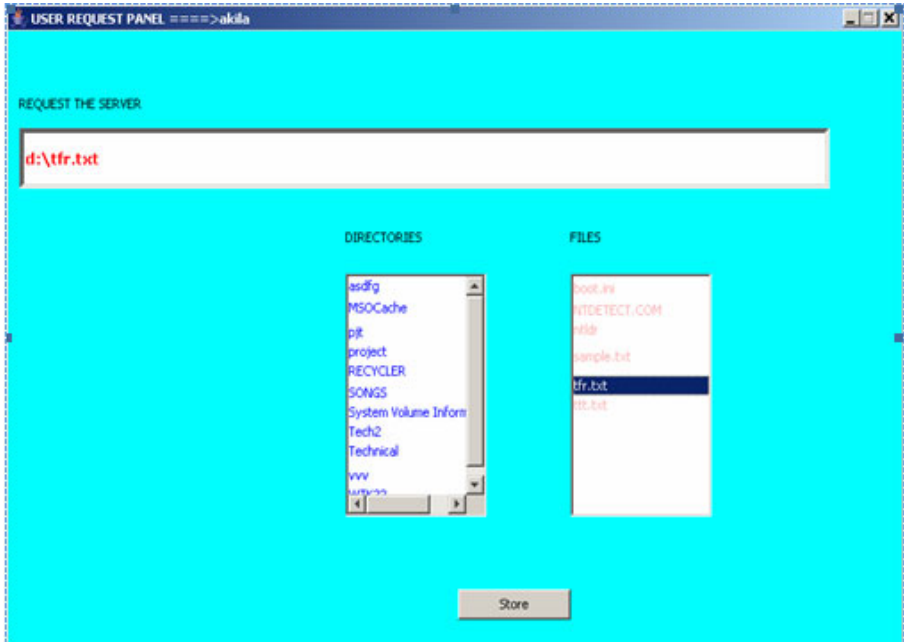 USER REQUEST PANEL ====>akila
REQUEST THE SERVER
d:\tfr.txt
DIRECTORIES
asdfg
MSOCache
pjt
project
RECYCLER
SONGS
System Volume Inform
Tech2
Technical
vvv
WTK22
FILES
boot.ini
NTDETECT.COM
ntldr
sample.txt
tfr.txt
ttt.txt
Store